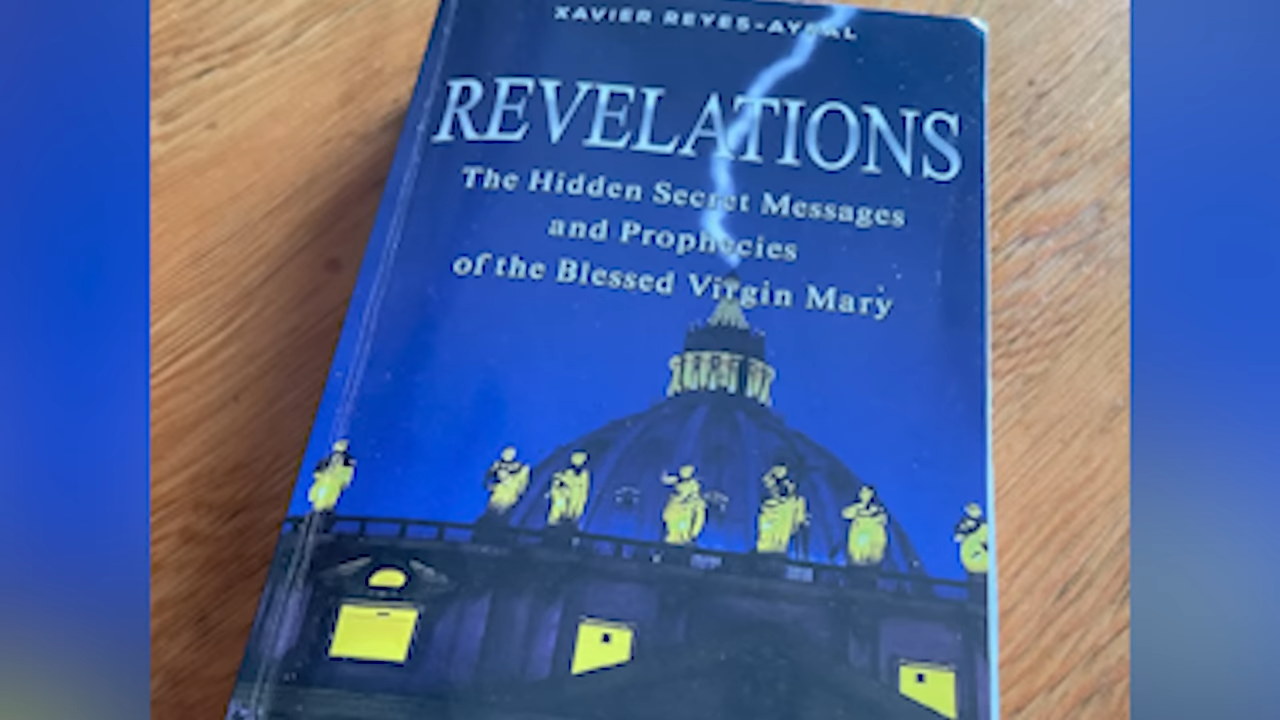 XAVIER REYES-AYRAL
REVELATIONS
The Hidden Secret Messages
and Prophecies
of the Blessed Virgin Mary